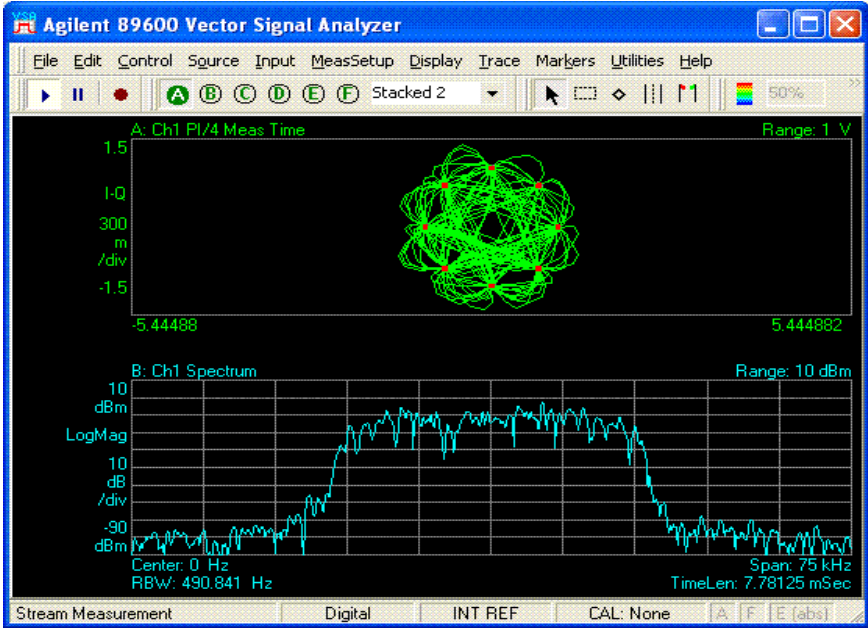 Agilent 89600 Vector Signal Analyzer
File Edit Control Source Input MeasSetup Display Trace Markers Utilities Help
A B C D E F Stacked 2 50%
A: Ch1 PI/4 Meas Time Range: 1 V
1.5
I-Q
300
m
/div
-1.5
-5.44488 5.444882
B: Ch1 Spectrum Range: 10 dBm
10
dBm
LogMag
10
dB
/div
-90
dBm
Center: 0 Hz Span: 75 kHz
RBW: 490.841 Hz TimeLen: 7.78125 mSec
Stream Measurement Digital INT REF CAL: None A F E (abs)